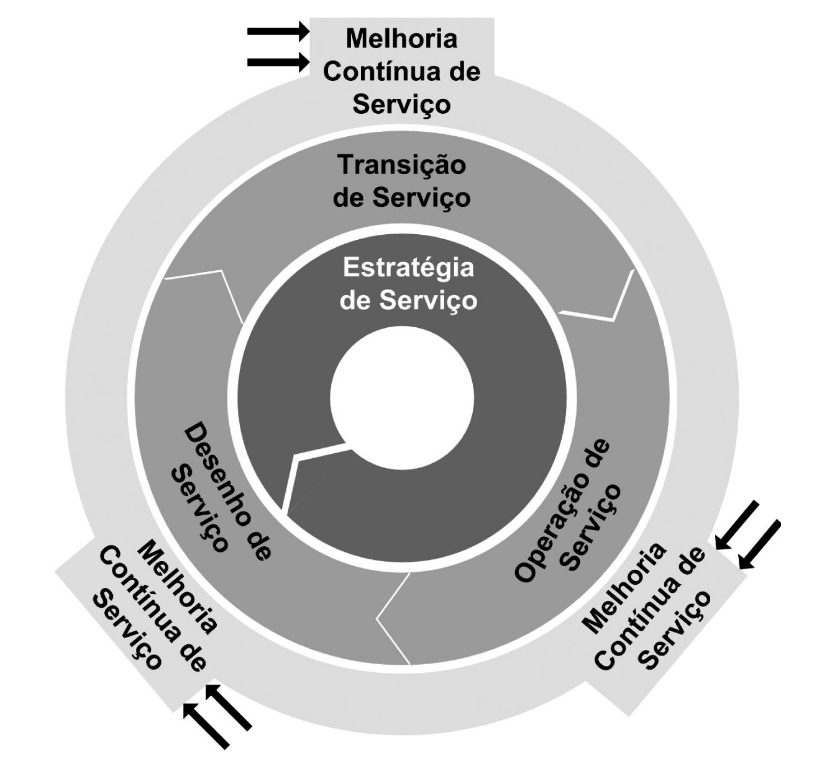 Melhoria
Contínua de
Serviço
Transição
de Serviço
Estratégia
de Serviço
Desenho de
Serviço
Operação de
Serviço
Melhoria
Contínua de
Serviço
Melhoria
Contínua de
Serviço